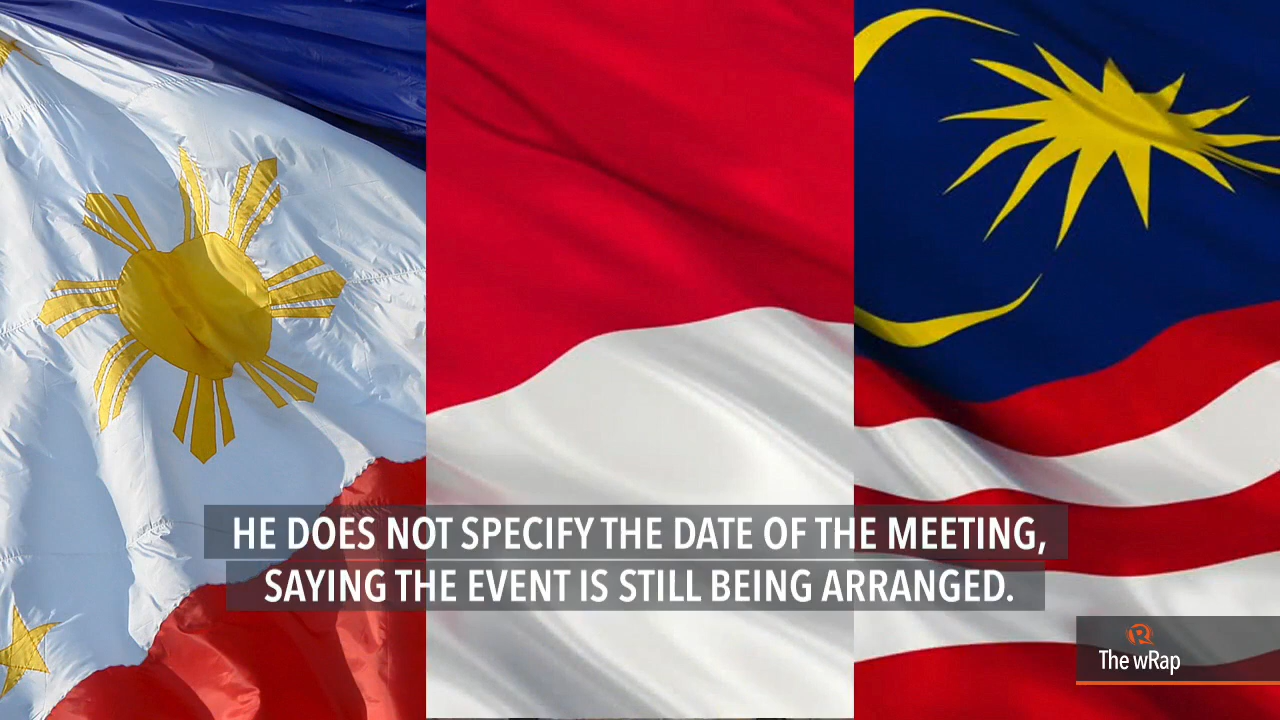 HE DOES NOT SPECIFY THE DATE OF THE MEETING,
SAYING THE EVENT IS STILL BEING ARRANGED.
R
The wRap